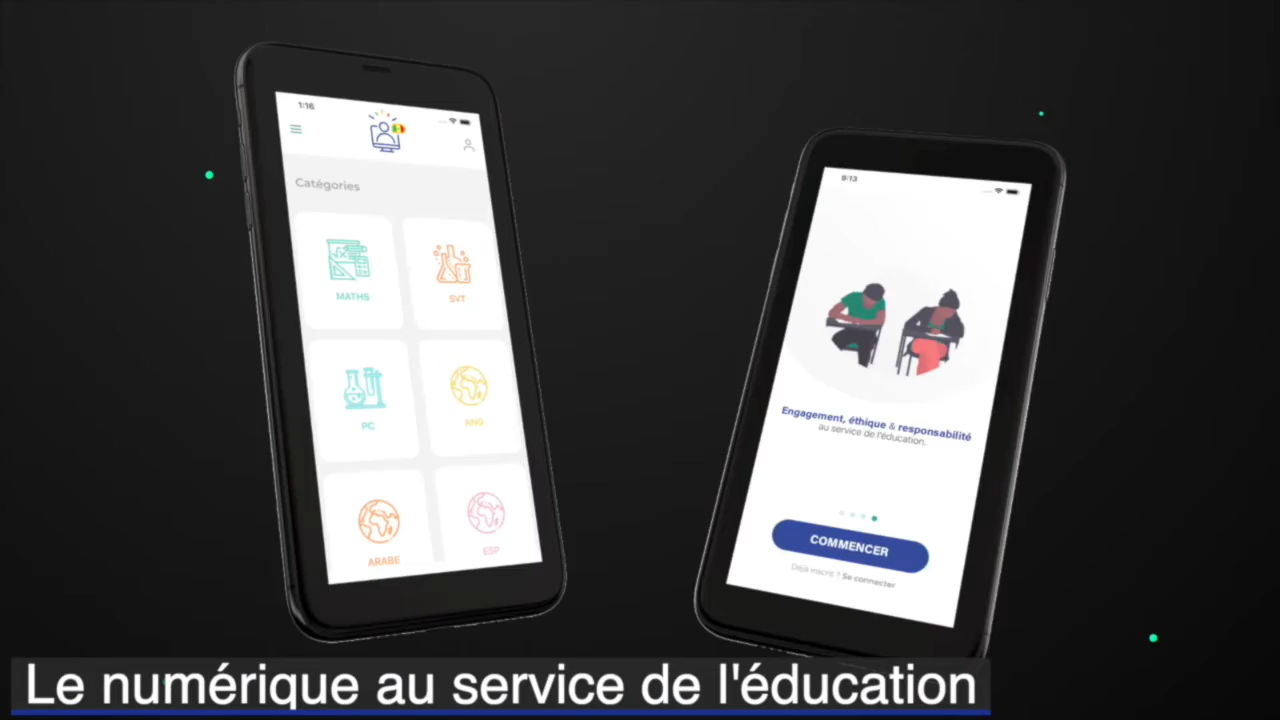 1:16
Catégories
MATHS
SVT
PC
ANG
ARABE
ESP
9:13
Engagement, éthique & responsabilité
au service de l'éducation.
COMMENCER
Déjà inscrit ? Se connecter
Le numérique au service de l'éducation